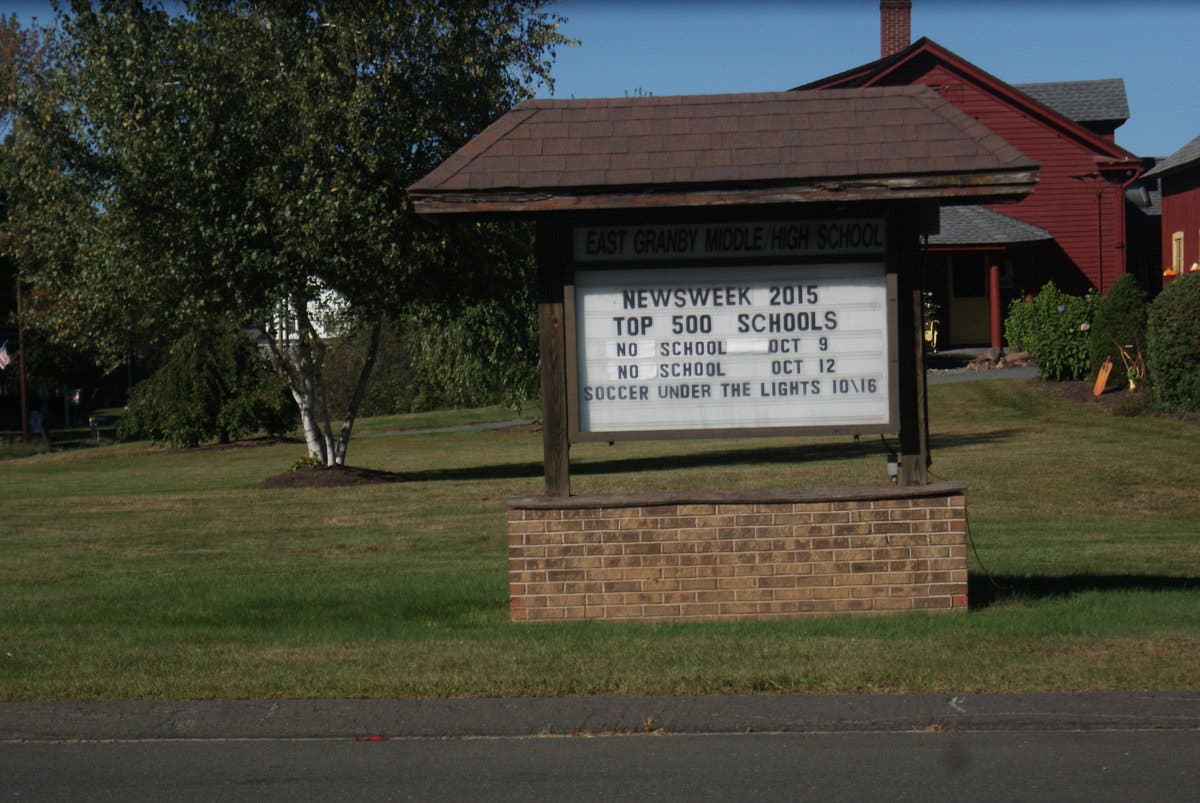 EAST GRANBY MIDDLE/HIGH SCHOOL
NEWSWEEK 2015
TOP 500 SCHOOLS
NO SCHOOL OCT 9
NO SCHOOL OCT 12
SOCCER UNDER THE LIGHTS 10\16